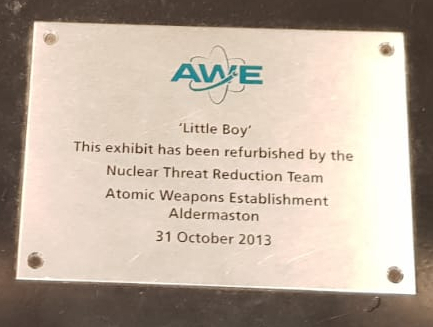 AWE
'Little Boy'
This exhibit has been refurbished by the
Nuclear Threat Reduction Team
Atomic Weapons Establishment
Aldermaston
31 October 2013